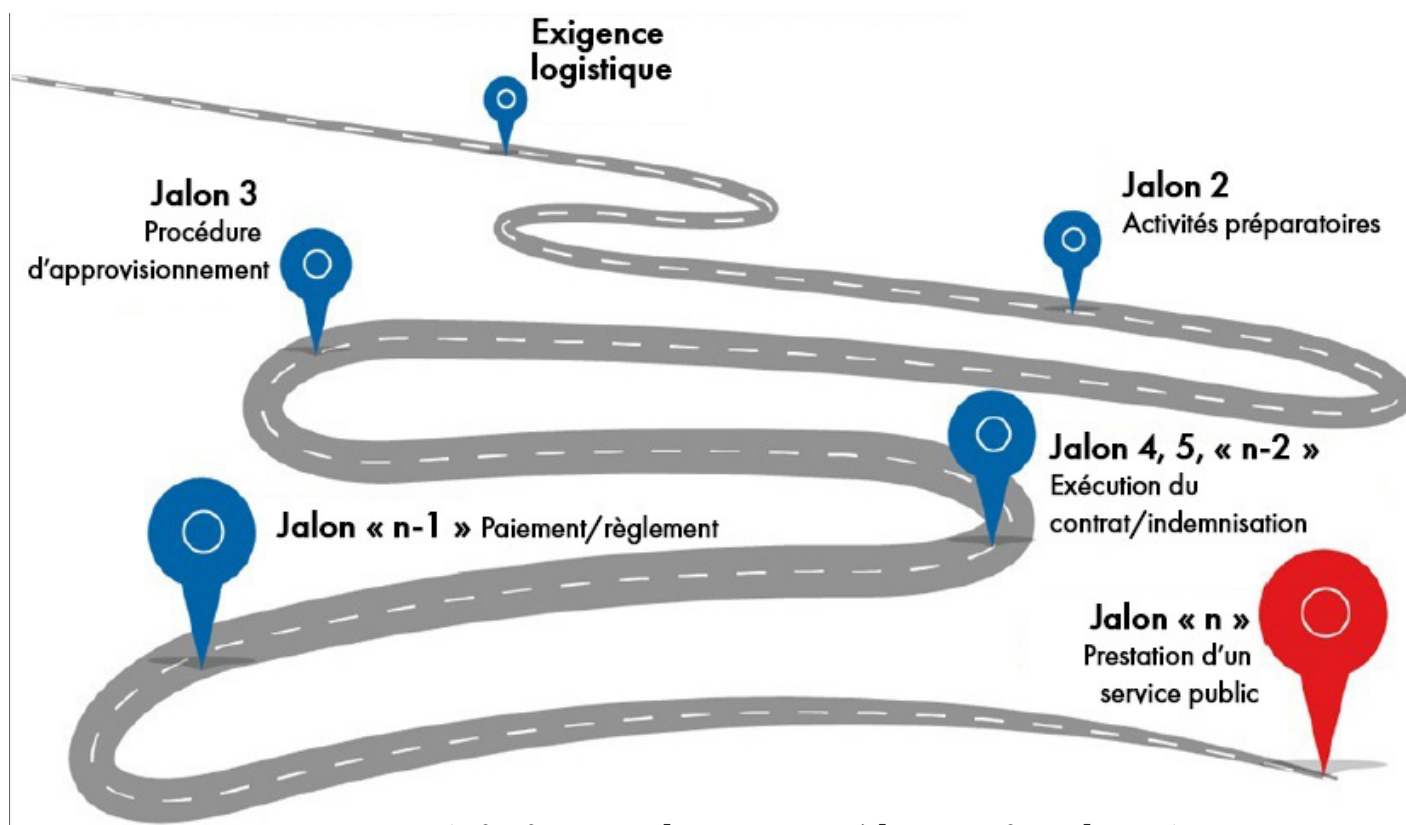 Exigence
logistique
Jalon 2
Activités préparatoires
Jalon 3
Procédure
d’approvisionnement
Jalon 4, 5, « n-2 »
Exécution du
contrat/indemnisation
Jalon « n-1 » Paiement/règlement
Jalon « n »
Prestation d’un
service public